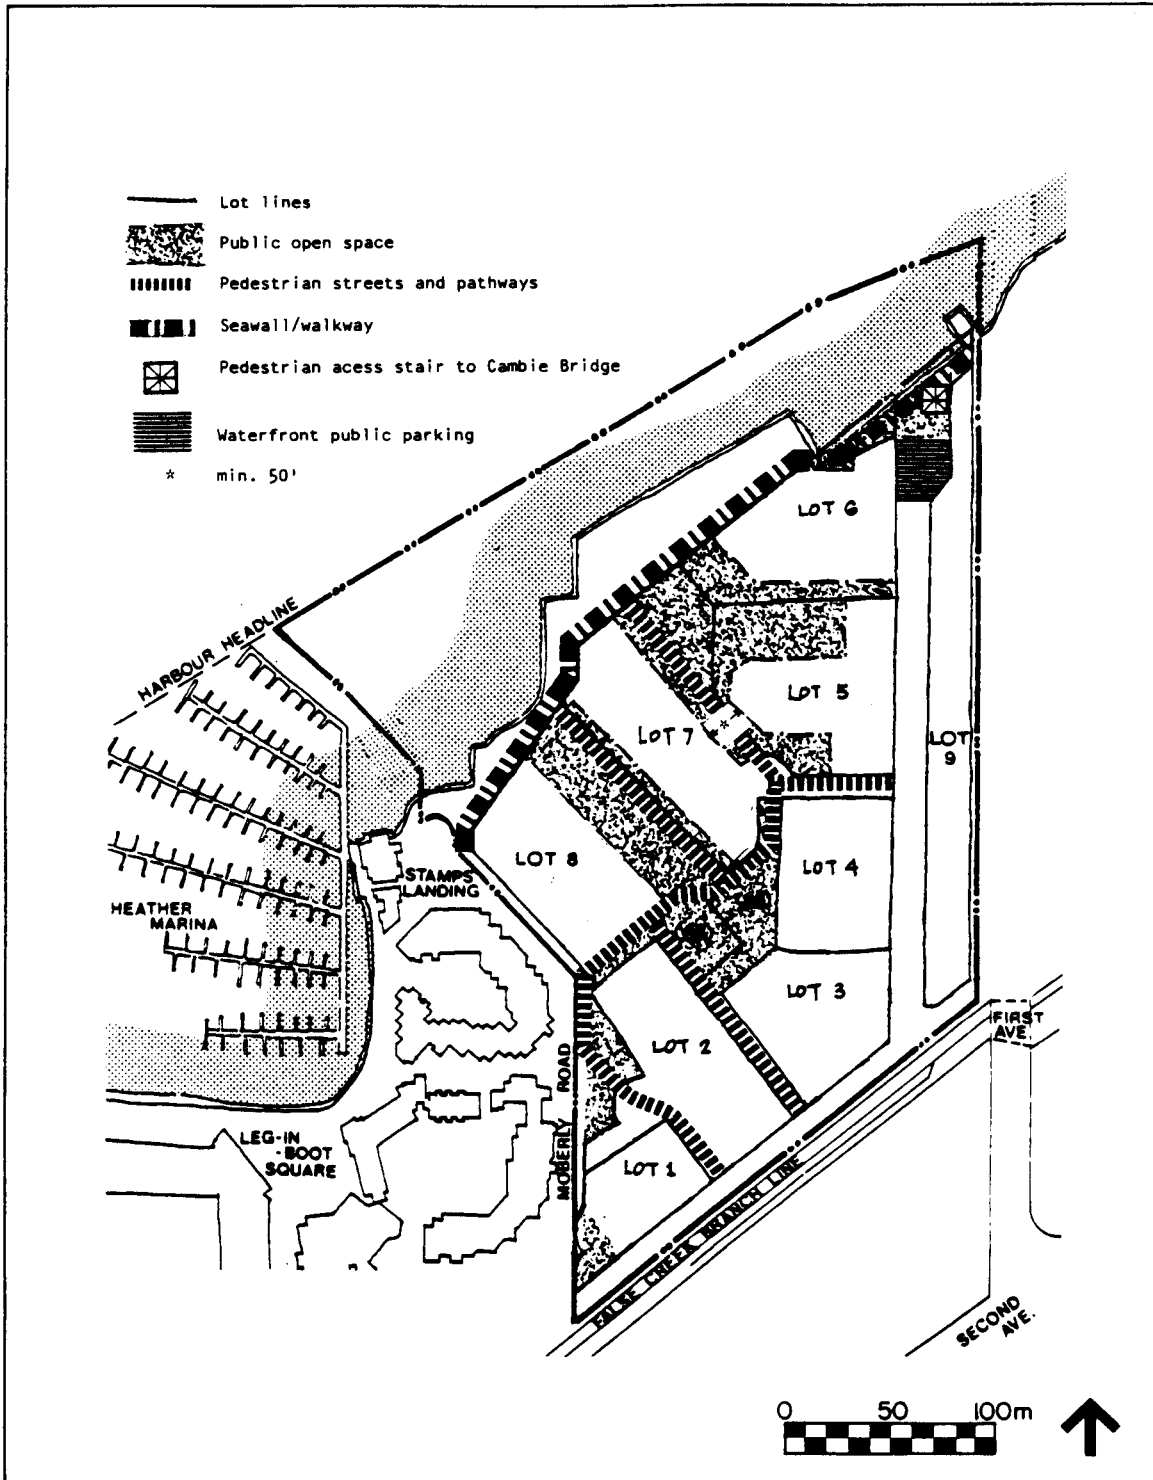 Lot lines
Public open space
Pedestrian streets and pathways
Seawall/walkway
Pedestrian acess stair to Cambie Bridge
Waterfront public parking
* min. 50'
HARBOUR HEADLINE
LOT 6
LOT 5
*
LOT 7
LOT
9
LOT 8
LOT 4
STAMPS
LANDING
HEATHER
MARINA
LOT 3
FIRST
AVE
LOT 2
MOBERLY ROAD
LEG-IN
-BOOT
SQUARE
LOT 1
FALSE CREEK BRANCH LINE
SECOND
AVE.
0 50 100m